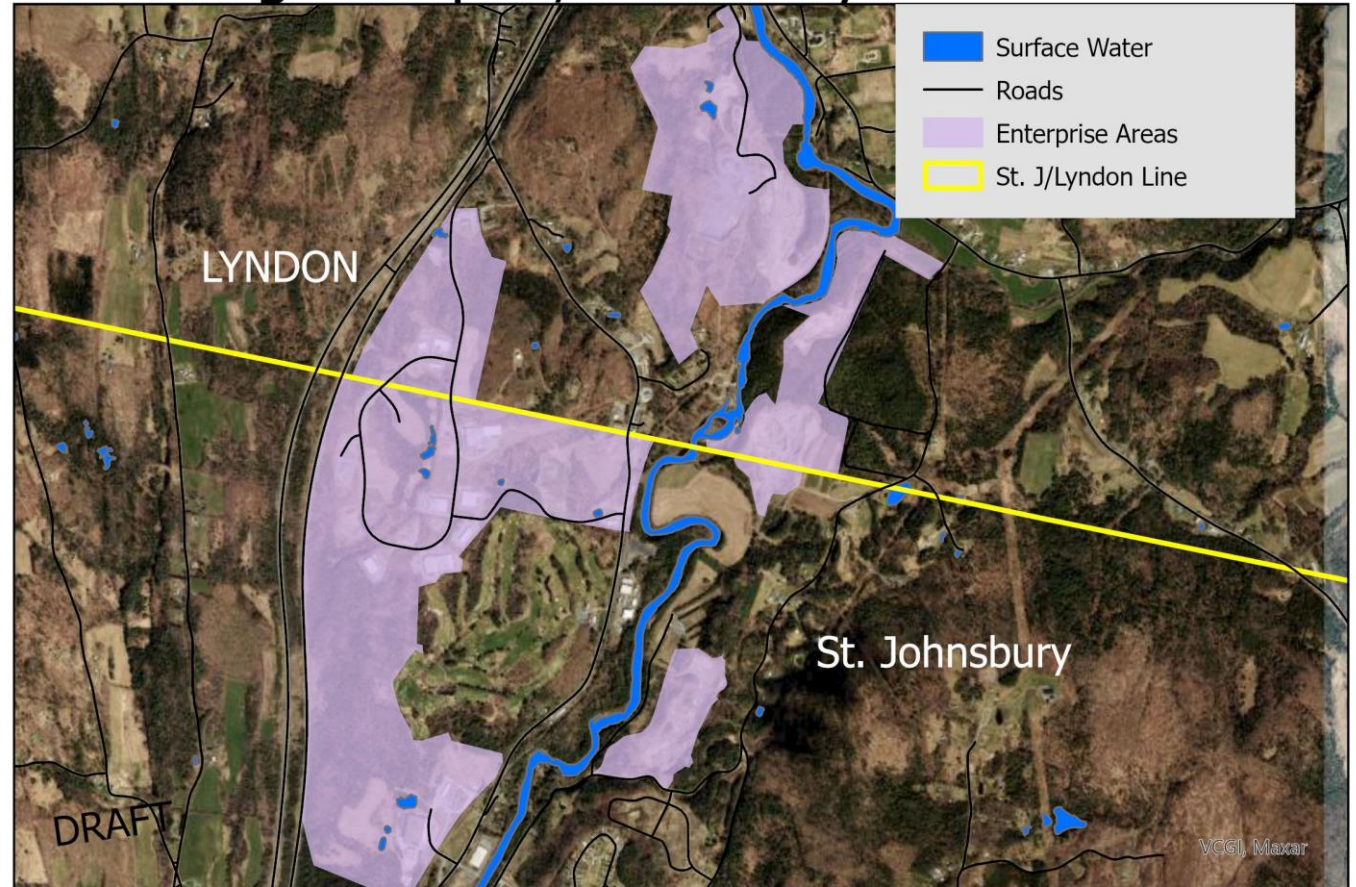 Surface Water
Roads
Enterprise Areas
St. J/Lyndon Line
LYNDON
St. Johnsbury
DRAFT
VCGI, Maxar